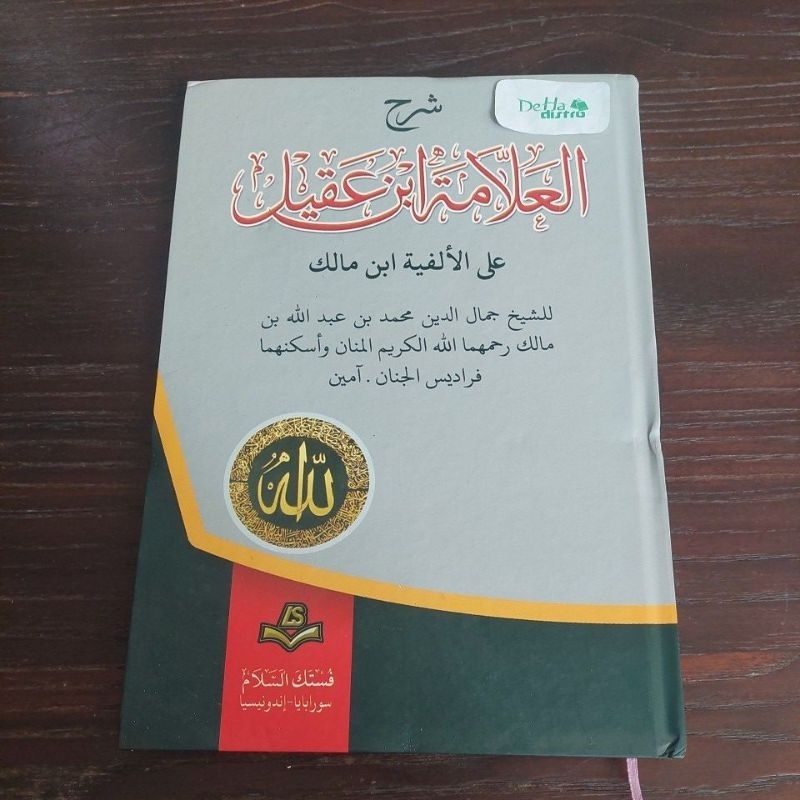 شرح
DeHa
distro
العلامة ابن عقيل
على الألفية ابن مالك
للشيخ جمال الدين محمد بن عبد الله بن
مالك رحمهما الله الكريم المنان وأسكنهما
فراديس الجنان . آمين
الله
LS
فستك السلام
سورابايا - إندونيسيا